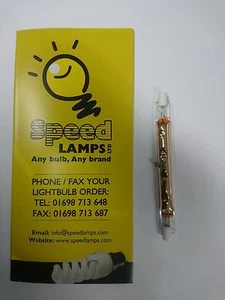 Speed
LAMPS LTD
Any bulb, Any brand
PHONE / FAX YOUR
LIGHTBULB ORDER:
TEL: 01698 713 648
FAX: 01698 713 687
Email: info@speedlamps.com
Website: www.speedlamps.com